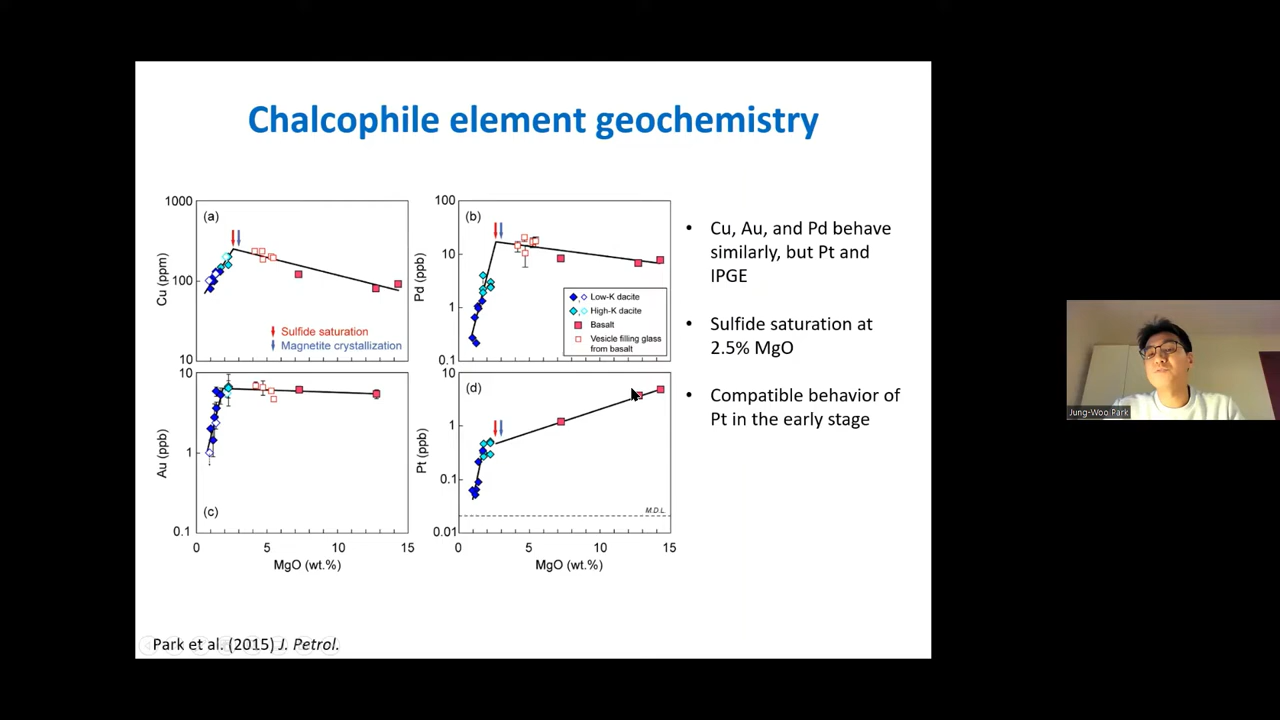 Chalcophile element geochemistry
1000
100
10
Cu (ppm)
(a)
Sulfide saturation
Magnetite crystallization
100
10
1
0.1
Pd (ppb)
(b)
Low-K dacite
High-K dacite
Basalt
Vesicle filling glass
from basalt
10
1
0.1
Au (ppb)
(c)
0
5
10
15
MgO (wt.%)
10
1
0.1
0.01
Pt (ppb)
(d)
M.D.L.
0
5
10
15
MgO (wt.%)
• Cu, Au, and Pd behave
similarly, but Pt and
IPGE
• Sulfide saturation at
2.5% MgO
• Compatible behavior of
Pt in the early stage
Jung-Woo Park
Park et al. (2015) J. Petrol.